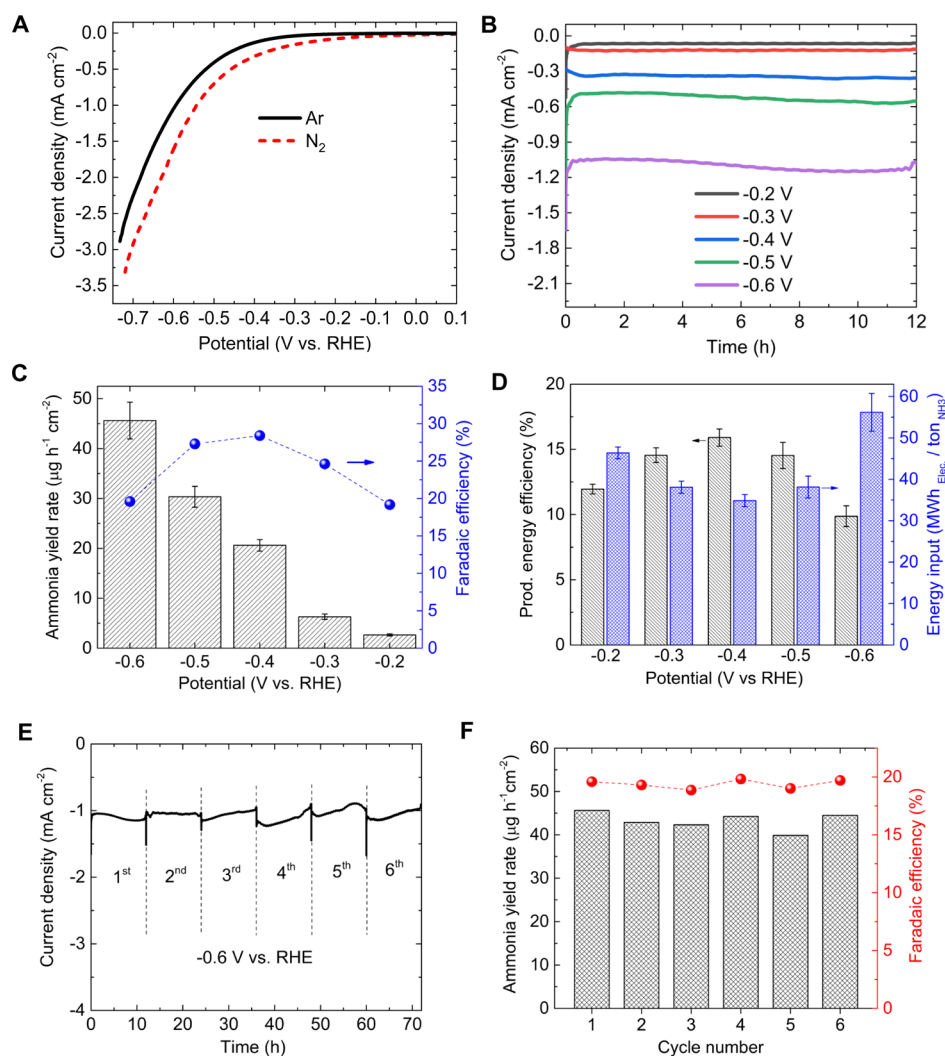 A
0.0
-0.5
-1.0
-1.5
-2.0
-2.5
-3.0
-3.5
Current density (mA cm⁻²)
Ar
N₂
-0.7 -0.6 -0.5 -0.4 -0.3 -0.2 -0.1 -0.0 0.1
Potential (V vs. RHE)
B
0.0
-0.3
-0.6
-0.9
-1.2
-1.5
-1.8
-2.1
Current density (mA cm⁻²)
-0.2 V
-0.3 V
-0.4 V
-0.5 V
-0.6 V
0 2 4 6 8 10 12
Time (h)
C
50
40
30
20
10
0
Ammonia yield rate (μg h⁻¹ cm⁻²)
35
30
25
20
15
10
5
0
Faradaic efficiency (%)
-0.6 -0.5 -0.4 -0.3 -0.2
Potential (V vs. RHE)
D
20
15
10
5
0
Prod. energy efficiency (%)
60
50
40
30
20
10
0
Energy input (MWh Elec. / ton NH3)
-0.2 -0.3 -0.4 -0.5 -0.6
Potential (V vs. RHE)
E
0
-1
-2
-3
-4
Current density (mA cm⁻²)
1st 2nd 3rd 4th 5th 6th
-0.6 V vs. RHE
0 10 20 30 40 50 60 70
Time (h)
F
60
50
40
30
20
10
0
Ammonia yield rate (μg h⁻¹cm⁻²)
20
15
10
5
0
Faradaic efficiency (%)
1 2 3 4 5 6
Cycle number